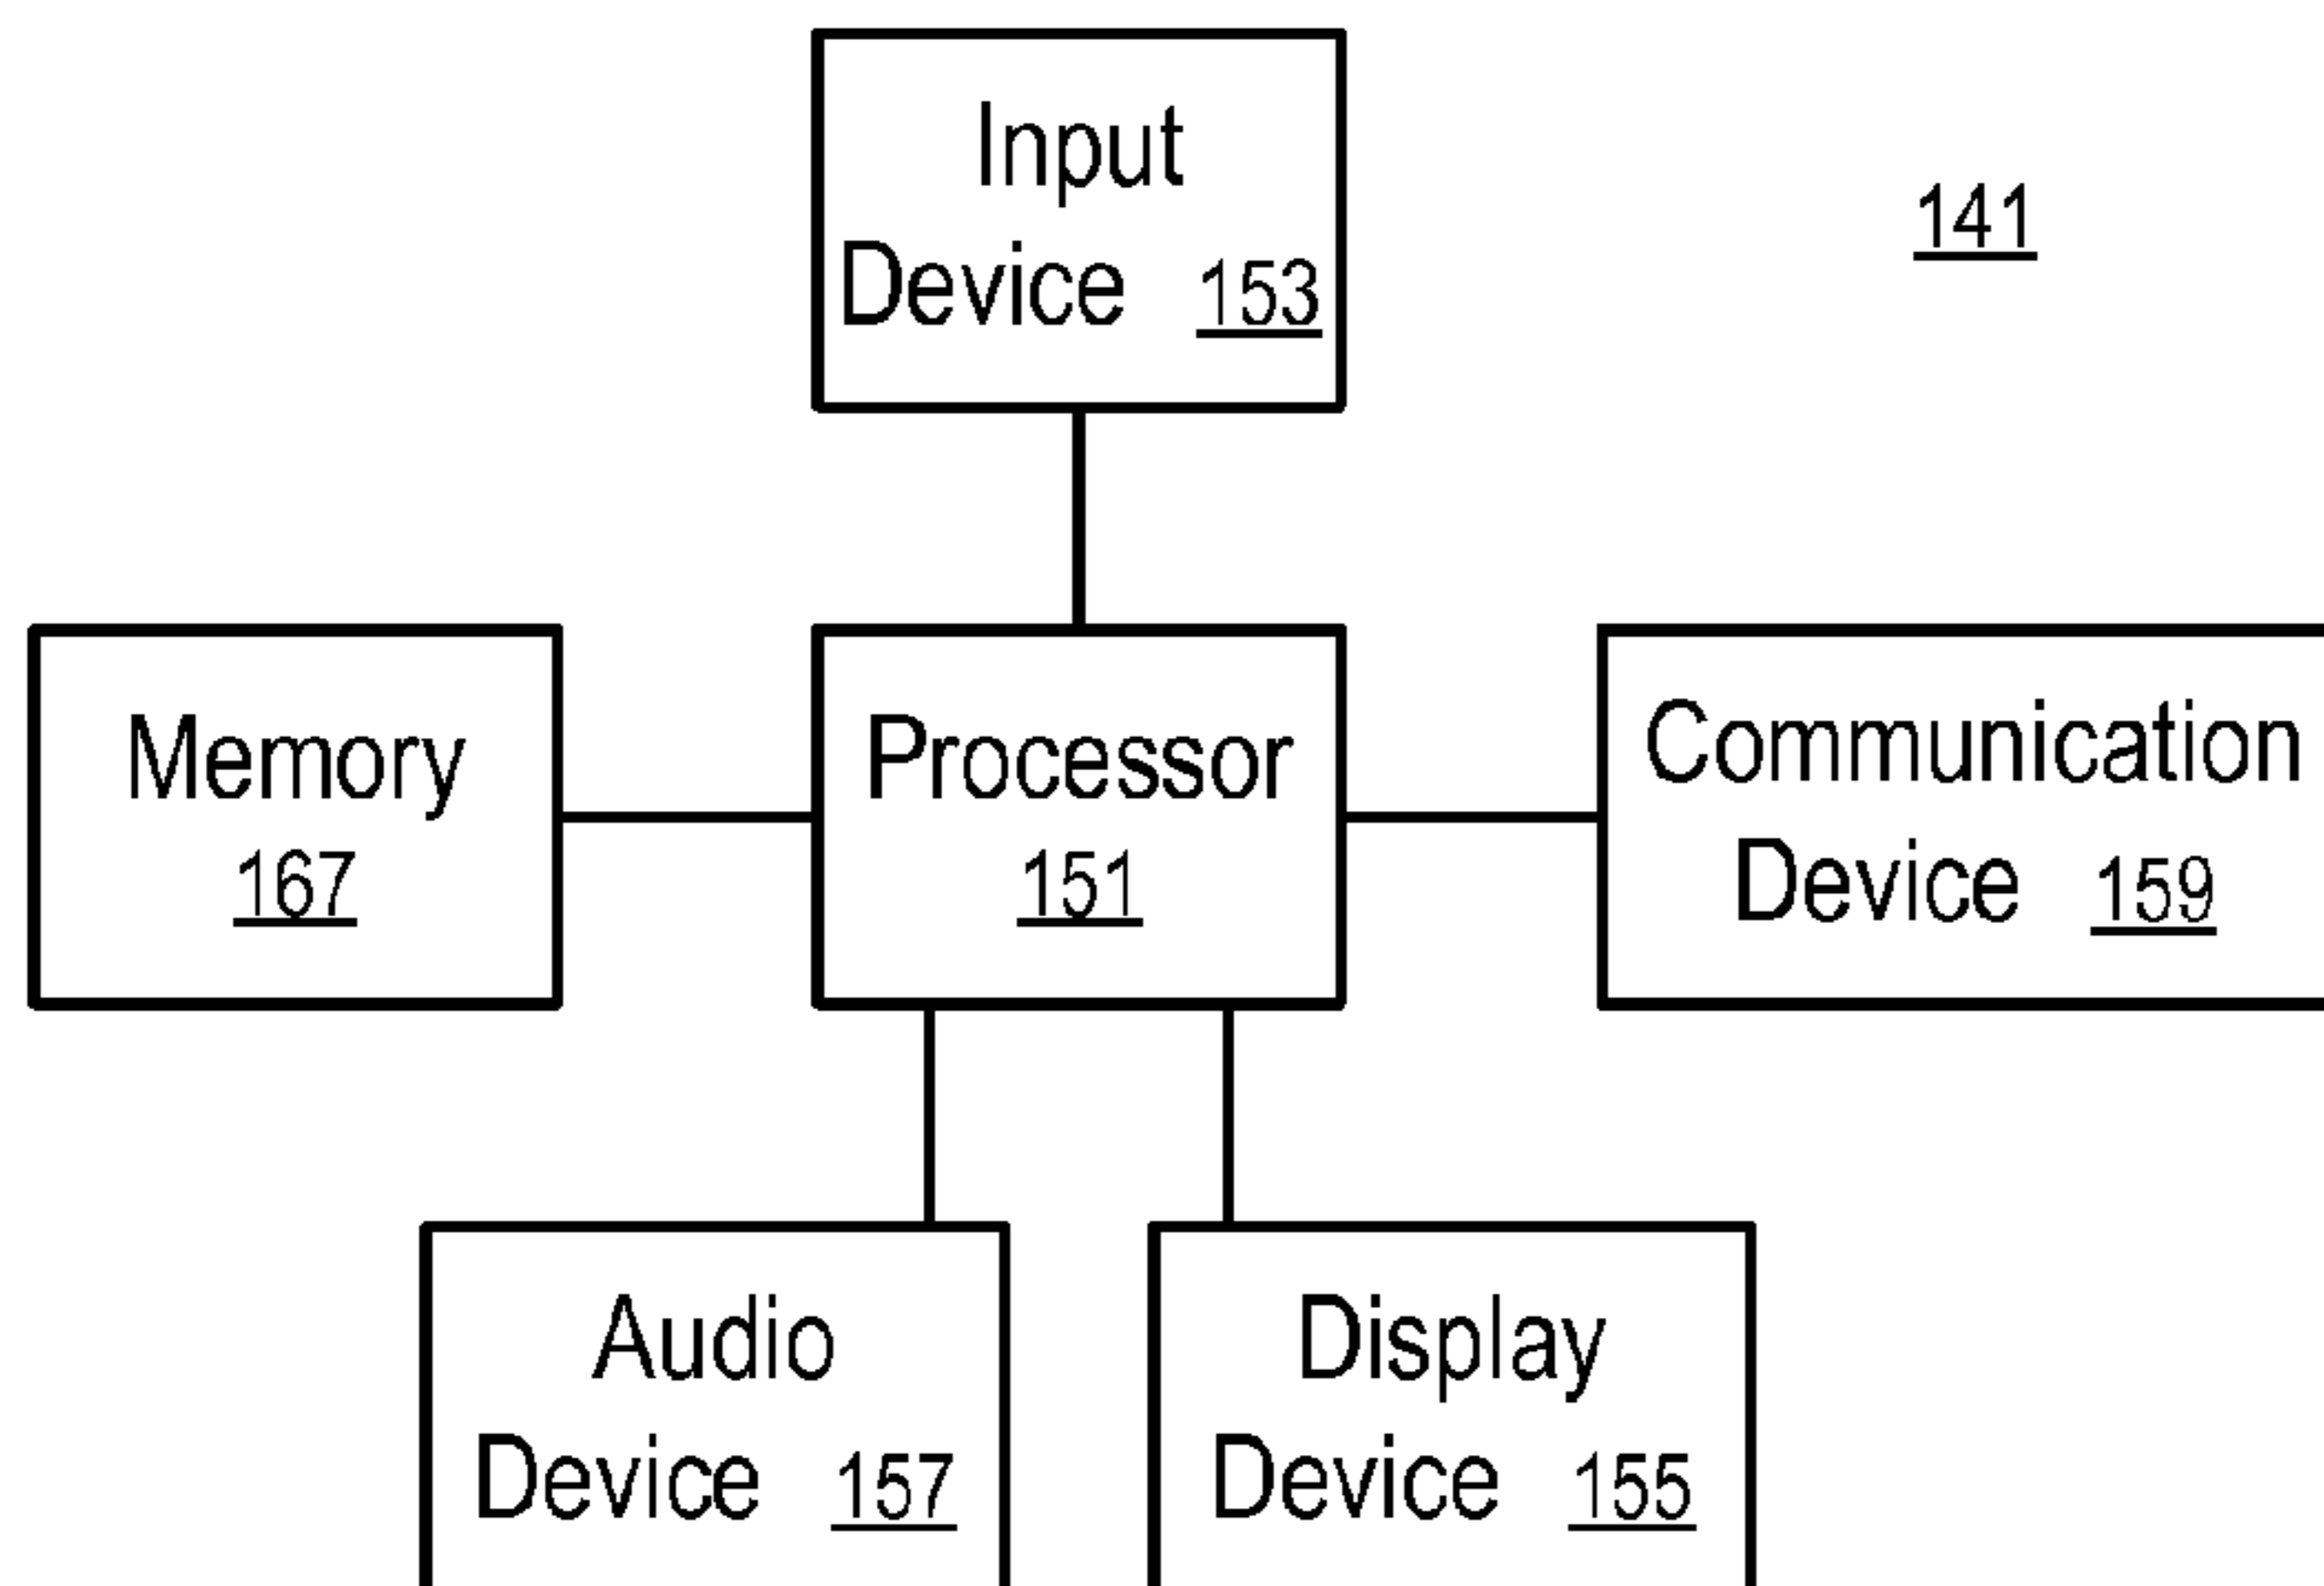 Input
Device 153
141
Memory
167
Processor
151
Communication
Device 159
Audio
Device 157
Display
Device 155